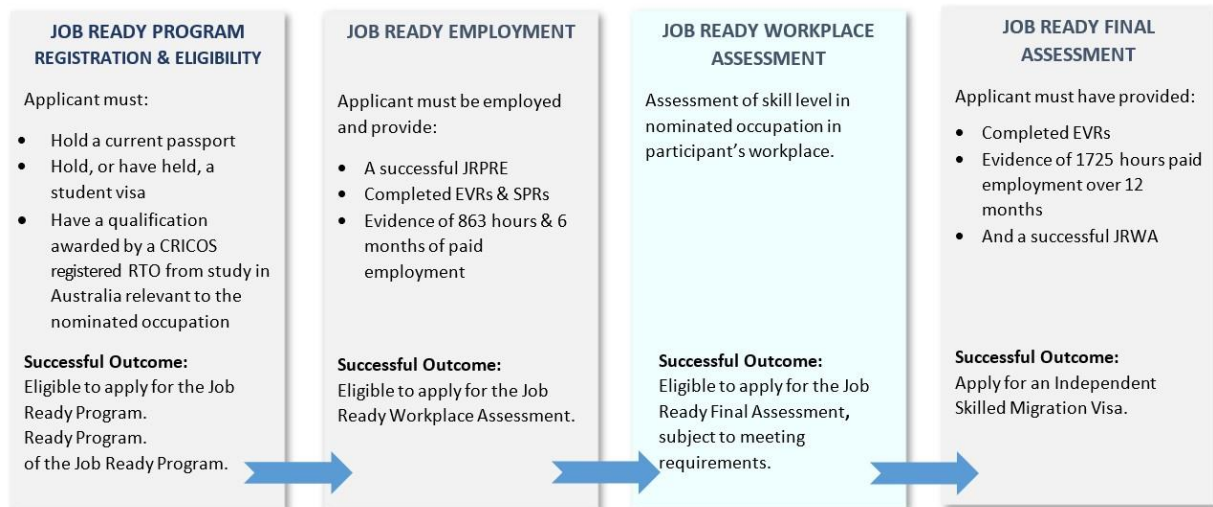 JOB READY PROGRAM
REGISTRATION & ELIGIBILITY
Applicant must:
• Hold a current passport
• Hold, or have held, a
student visa
• Have a qualification
awarded by a CRICOS
registered RTO from study in
Australia relevant to the
nominated occupation
Successful Outcome:
Eligible to apply for the Job
Ready Program.
Ready Program.
of the Job Ready Program.
JOB READY EMPLOYMENT
Applicant must be employed
and provide:
• A successful JRPRE
• Completed EVRs & SPRs
• Evidence of 863 hours & 6
months of paid
employment
Successful Outcome:
Eligible to apply for the Job
Ready Workplace Assessment.
JOB READY WORKPLACE
ASSESSMENT
Assessment of skill level in
nominated occupation in
participant's workplace.
Successful Outcome:
Eligible to apply for the Job
Ready Final Assessment,
subject to meeting
requirements.
JOB READY FINAL
ASSESSMENT
Applicant must have provided:
• Completed EVRs
• Evidence of 1725 hours paid
employment over 12
months
• And a successful JRWA
Successful Outcome:
Apply for an Independent
Skilled Migration Visa.